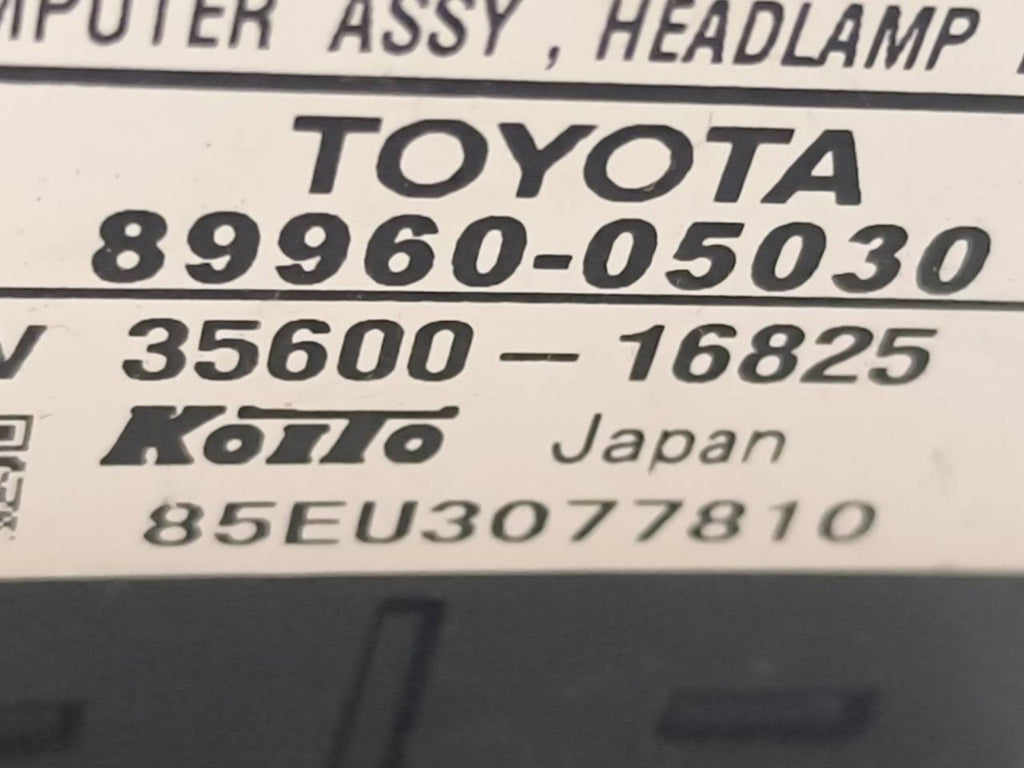 MPUTER ASSY, HEADLAMP
TOYOTA
89960-05030
V 35600-16825
KOITO Japan
85EU3077810